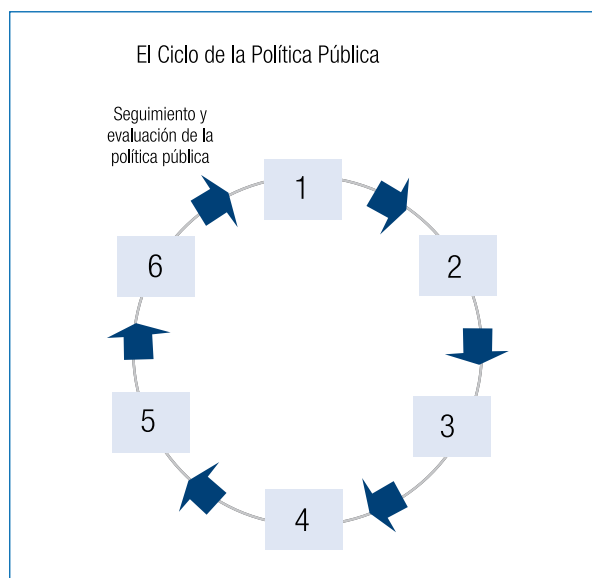 El Ciclo de la Política Pública
Seguimiento y
evaluación de la
política pública
1
2
3
4
5
6